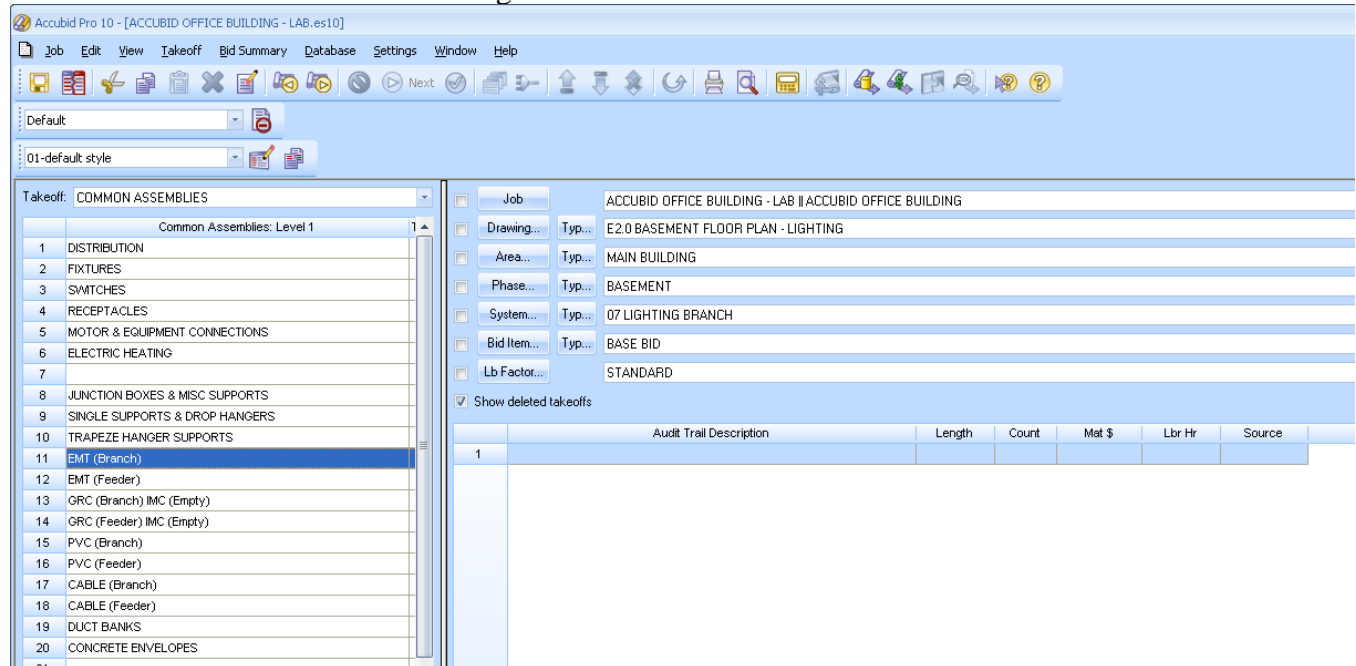 Accubid Pro 10 - [ACCUBID OFFICE BUILDING - LAB.es10]
Job Edit View Takeoff Bid Summary Database Settings Window Help
Next
Default
01-default style
Takeoff: COMMON ASSEMBLIES
Common Assemblies: Level 1
1 DISTRIBUTION
2 FIXTURES
3 SWITCHES
4 RECEPTACLES
5 MOTOR & EQUIPMENT CONNECTIONS
6 ELECTRIC HEATING
7
8 JUNCTION BOXES & MISC SUPPORTS
9 SINGLE SUPPORTS & DROP HANGERS
10 TRAPEZE HANGER SUPPORTS
11 EMT (Branch)
12 EMT (Feeder)
13 GRC (Branch) IMC (Empty)
14 GRC (Feeder) IMC (Empty)
15 PVC (Branch)
16 PVC (Feeder)
17 CABLE (Branch)
18 CABLE (Feeder)
19 DUCT BANKS
20 CONCRETE ENVELOPES
Job ACCUBID OFFICE BUILDING - LAB || ACCUBID OFFICE BUILDING
Drawing... Typ... E2.0 BASEMENT FLOOR PLAN - LIGHTING
Area... Typ... MAIN BUILDING
Phase... Typ... BASEMENT
System... Typ... 07 LIGHTING BRANCH
Bid Item... Typ... BASE BID
Lb Factor... STANDARD
Show deleted takeoffs
Audit Trail Description Length Count Mat $ Lbr Hr Source
1